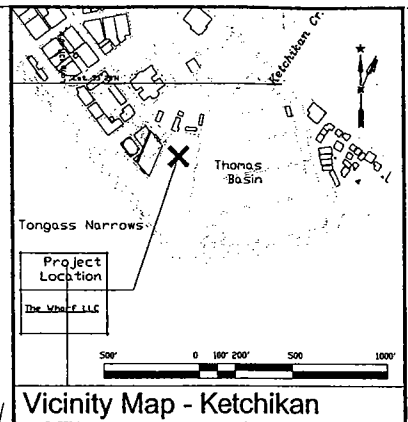 Ketchikan Cr.
Thomas
Basin
Tongass Narrows
Project
Location
The Wharf LLC
500' 0 100' 200' 500 1000'
Vicinity Map - Ketchikan